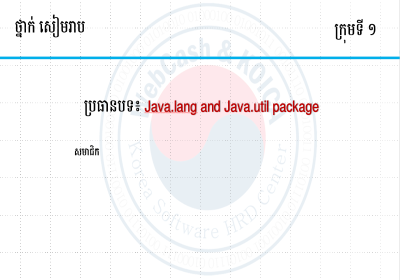 ថ្នាក់ សៀមរាប
ក្រុមទី ១
ប្រធានបទ៖ Java.lang and Java.util package
សមាជិក
WebCash & KOICA
Korea Software HRD Center